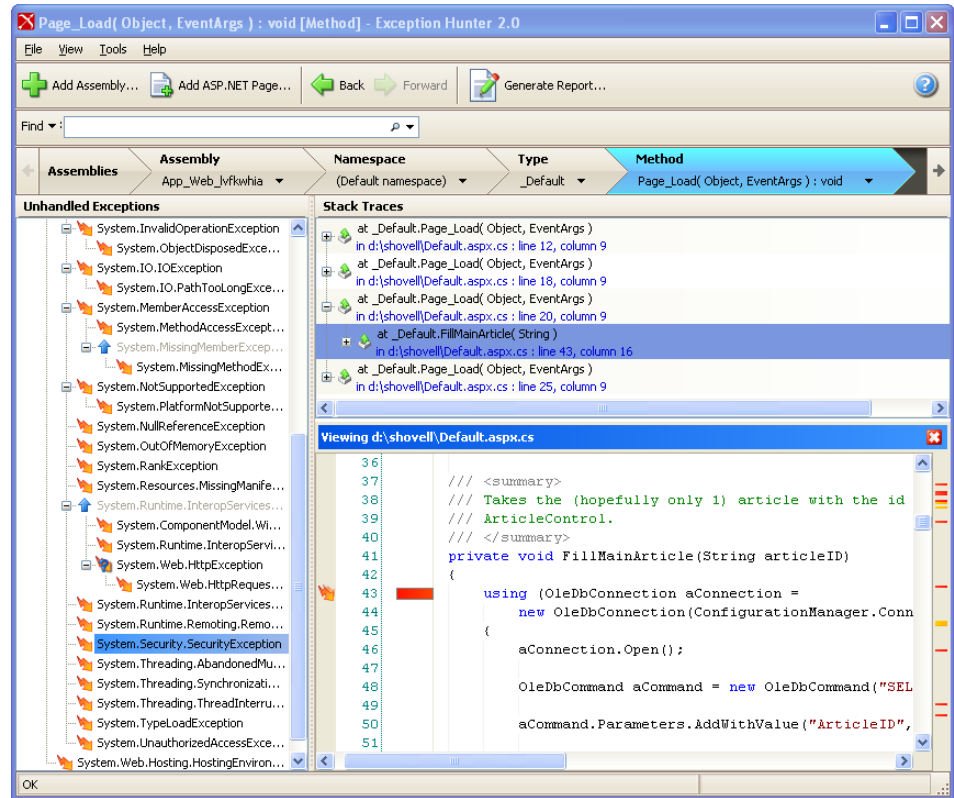 Page_Load( Object, EventArgs ) : void [Method] - Exception Hunter 2.0
File View Tools Help
Add Assembly... Add ASP.NET Page... Back Forward Generate Report...
Find
Assemblies
Assembly
App_Web_lvfkwhia
Namespace
(Default namespace)
Type
_Default
Method
Page_Load( Object, EventArgs ) : void
Unhandled Exceptions
System.InvalidOperationException
System.ObjectDisposedExce...
System.IO.IOException
System.IO.PathTooLongExce...
System.MemberAccessException
System.MethodAccessExcept...
System.MissingMemberExcep...
System.MissingMethodEx...
System.NotSupportedException
System.PlatformNotSupporte...
System.NullReferenceException
System.OutOfMemoryException
System.RankException
System.Resources.MissingManife...
System.Runtime.InteropServices...
System.ComponentModel.Wi...
System.Runtime.InteropServi...
System.Web.HttpException
System.Web.HttpReques...
System.Runtime.InteropServices...
System.Runtime.Remoting.Remo...
System.Security.SecurityException
System.Threading.AbandonedMu...
System.Threading.Synchronizati...
System.Threading.ThreadInterru...
System.TypeLoadException
System.UnauthorizedAccessExce...
System.Web.Hosting.HostingEnviron...
Stack Traces
at _Default.Page_Load( Object, EventArgs )
in d:\shovell\Default.aspx.cs : line 12, column 9
at _Default.Page_Load( Object, EventArgs )
in d:\shovell\Default.aspx.cs : line 18, column 9
at _Default.Page_Load( Object, EventArgs )
in d:\shovell\Default.aspx.cs : line 20, column 9
at _Default.FillMainArticle( String )
in d:\shovell\Default.aspx.cs : line 43, column 16
at _Default.Page_Load( Object, EventArgs )
in d:\shovell\Default.aspx.cs : line 25, column 9
Viewing d:\shovell\Default.aspx.cs
36
37 /// <summary>
38 /// Takes the (hopefully only 1) article with the id
39 /// ArticleControl.
40 /// </summary>
41 private void FillMainArticle(String articleID)
42 {
43 using (OleDbConnection aConnection =
44 new OleDbConnection(ConfigurationManager.Conn
45 {
46 aConnection.Open();
47
48 OleDbCommand aCommand = new OleDbCommand("SEL
49
50 aCommand.Parameters.AddWithValue("ArticleID",
51
OK